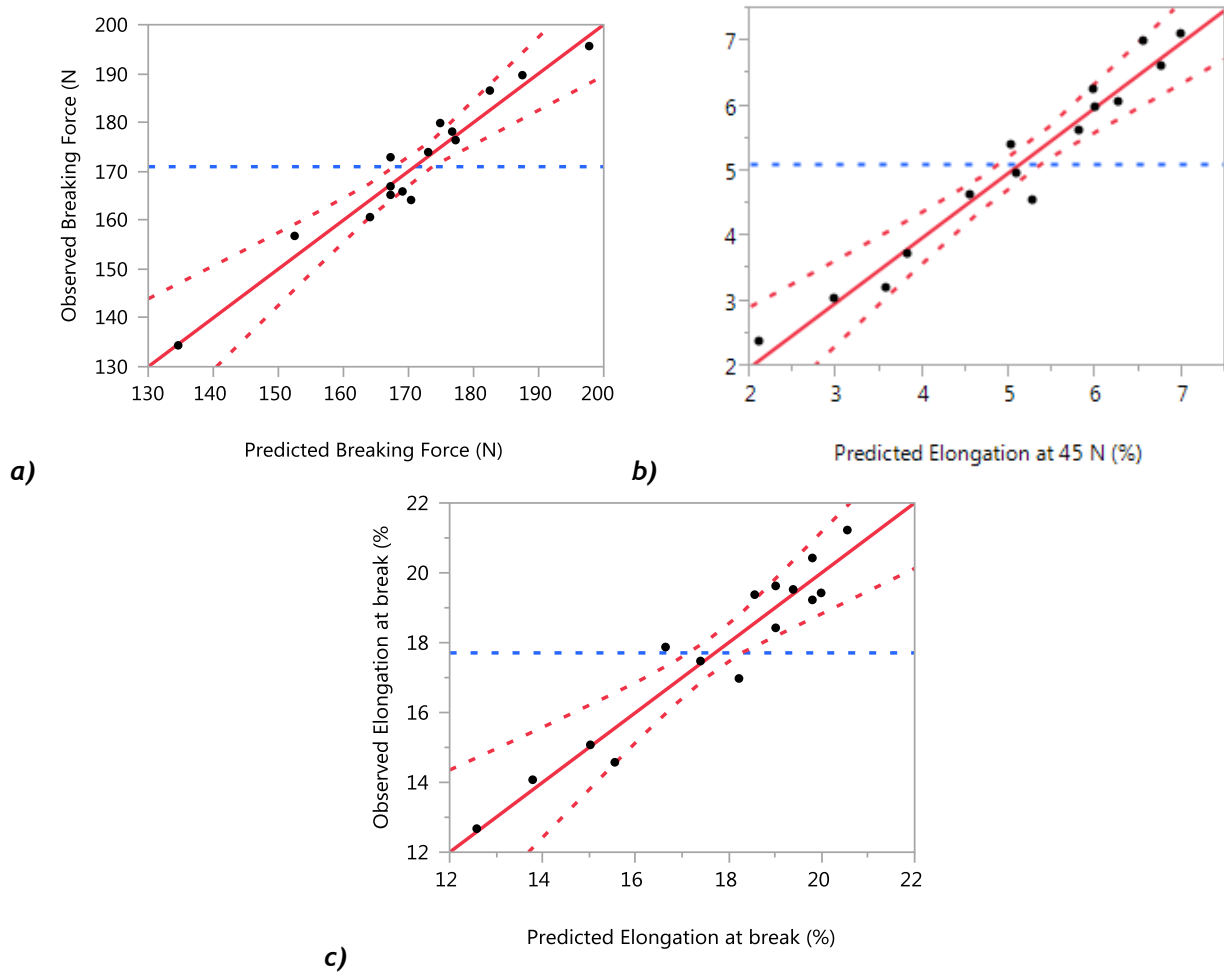 200
190
180
170
160
150
140
130
Observed Breaking Force (N
130 140 150 160 170 180 190 200
Predicted Breaking Force (N)
a)
7
6
5
4
3
2
2 3 4 5 6 7
Predicted Elongation at 45 N (%)
b)
22
20
18
16
14
12
Observed Elongation at break (%
12 14 16 18 20 22
Predicted Elongation at break (%)
c)